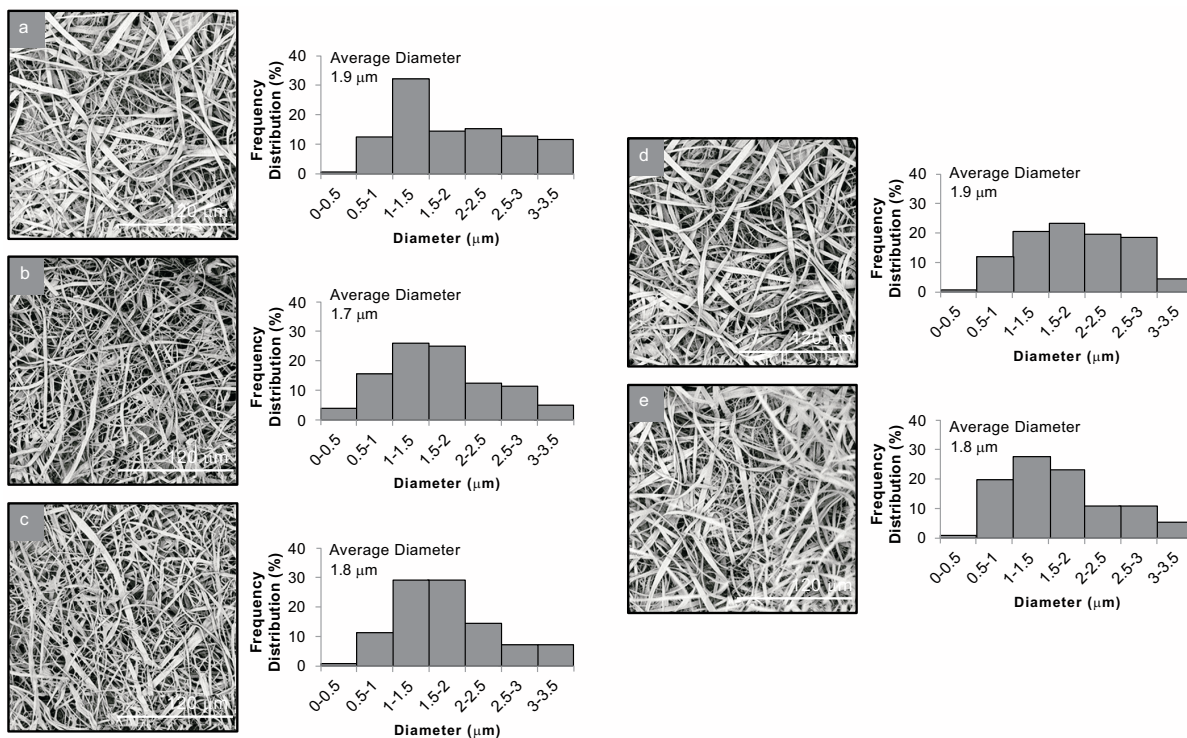 a
120 μm
Average Diameter
1.9 μm
Frequency
Distribution (%)
40
30
20
10
0
0-0.5
0.5-1
1-1.5
1.5-2
2-2.5
2.5-3
3-3.5
Diameter (μm)
b
120 μm
Average Diameter
1.7 μm
Frequency
Distribution (%)
40
30
20
10
0
0-0.5
0.5-1
1-1.5
1.5-2
2-2.5
2.5-3
3-3.5
Diameter (μm)
c
120 μm
Average Diameter
1.8 μm
Frequency
Distribution (%)
40
30
20
10
0
0-0.5
0.5-1
1-1.5
1.5-2
2-2.5
2.5-3
3-3.5
Diameter (μm)
d
120 μm
Average Diameter
1.9 μm
Frequency
Distribution (%)
40
30
20
10
0
0-0.5
0.5-1
1-1.5
1.5-2
2-2.5
2.5-3
3-3.5
Diameter (μm)
e
120 μm
Average Diameter
1.8 μm
Frequency
Distribution (%)
40
30
20
10
0
0-0.5
0.5-1
1-1.5
1.5-2
2-2.5
2.5-3
3-3.5
Diameter (μm)